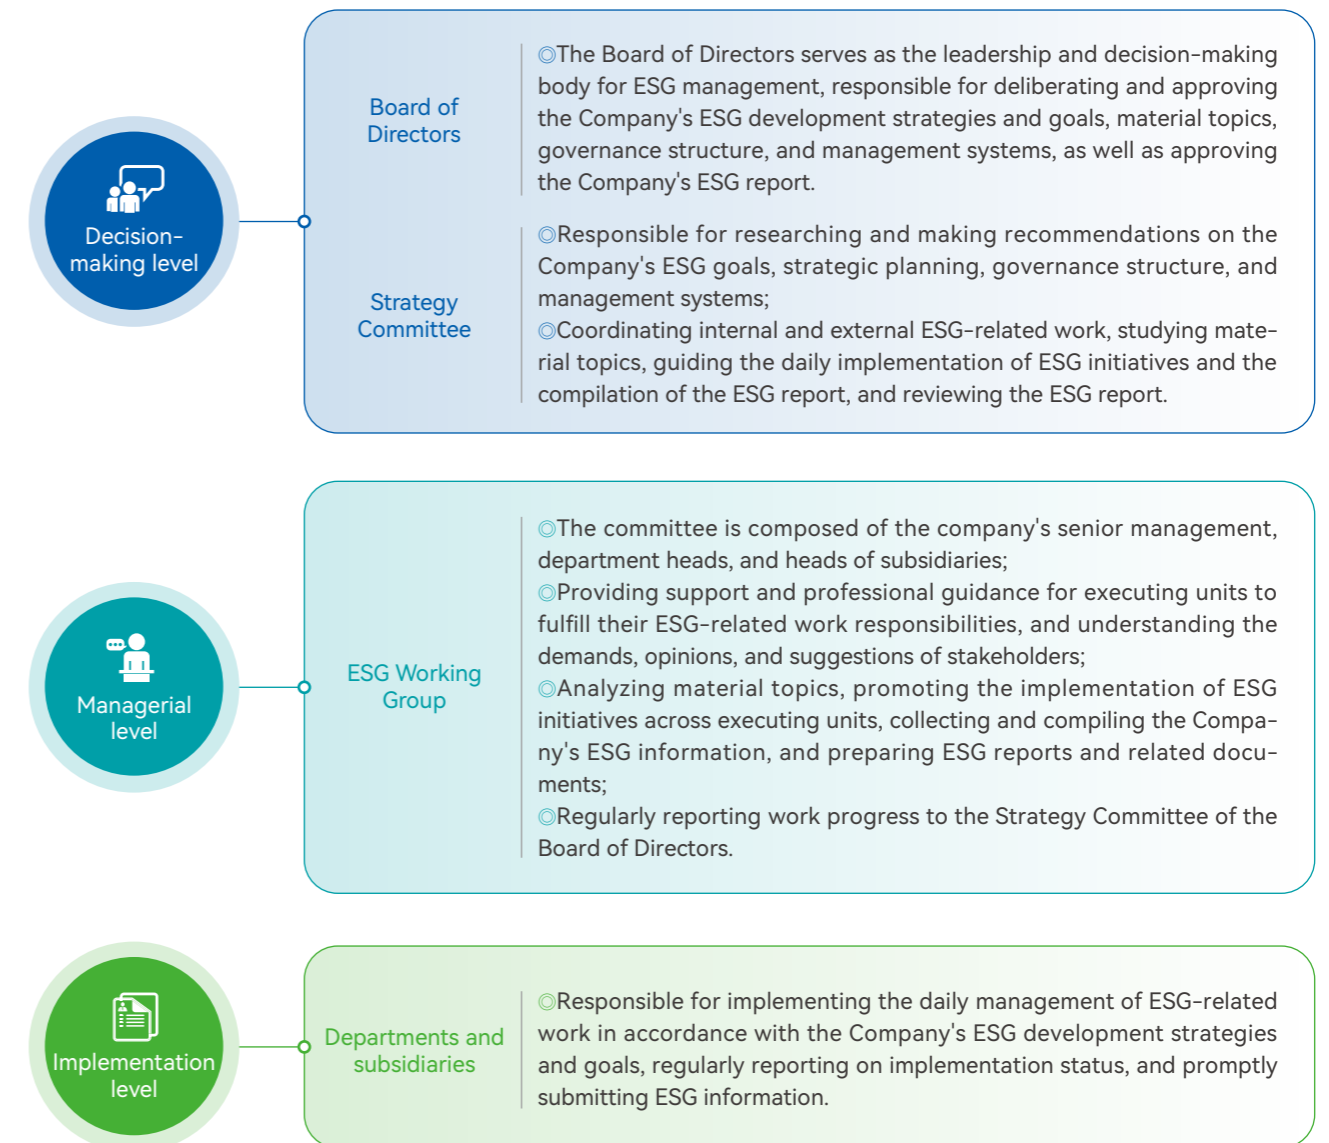 Decision-
making level
Board of
Directors
◎The Board of Directors serves as the leadership and decision-making
body for ESG management, responsible for deliberating and approving
the Company's ESG development strategies and goals, material topics,
governance structure, and management systems, as well as approving
the Company's ESG report.
Strategy
Committee
◎Responsible for researching and making recommendations on the
Company's ESG goals, strategic planning, governance structure, and
management systems;
◎Coordinating internal and external ESG-related work, studying mate-
rial topics, guiding the daily implementation of ESG initiatives and the
compilation of the ESG report, and reviewing the ESG report.
Managerial
level
ESG Working
Group
◎The committee is composed of the company's senior management,
department heads, and heads of subsidiaries;
◎Providing support and professional guidance for executing units to
fulfill their ESG-related work responsibilities, and understanding the
demands, opinions, and suggestions of stakeholders;
◎Analyzing material topics, promoting the implementation of ESG
initiatives across executing units, collecting and compiling the Compa-
ny's ESG information, and preparing ESG reports and related docu-
ments;
◎Regularly reporting work progress to the Strategy Committee of the
Board of Directors.
Implementation
level
Departments and
subsidiaries
◎Responsible for implementing the daily management of ESG-related
work in accordance with the Company's ESG development strategies
and goals, regularly reporting on implementation status, and promptly
submitting ESG information.